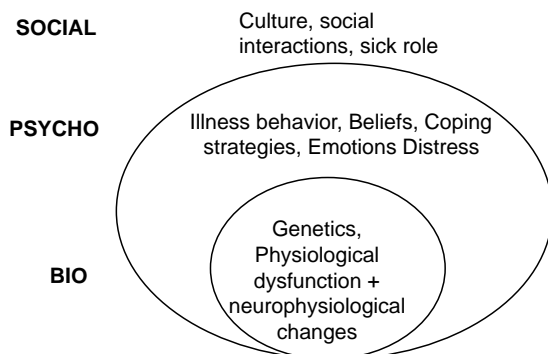 SOCIAL
Culture, social
interactions, sick role
PSYCHO
Illness behavior, Beliefs, Coping
strategies, Emotions Distress
BIO
Genetics,
Physiological
dysfunction +
neurophysiological
changes